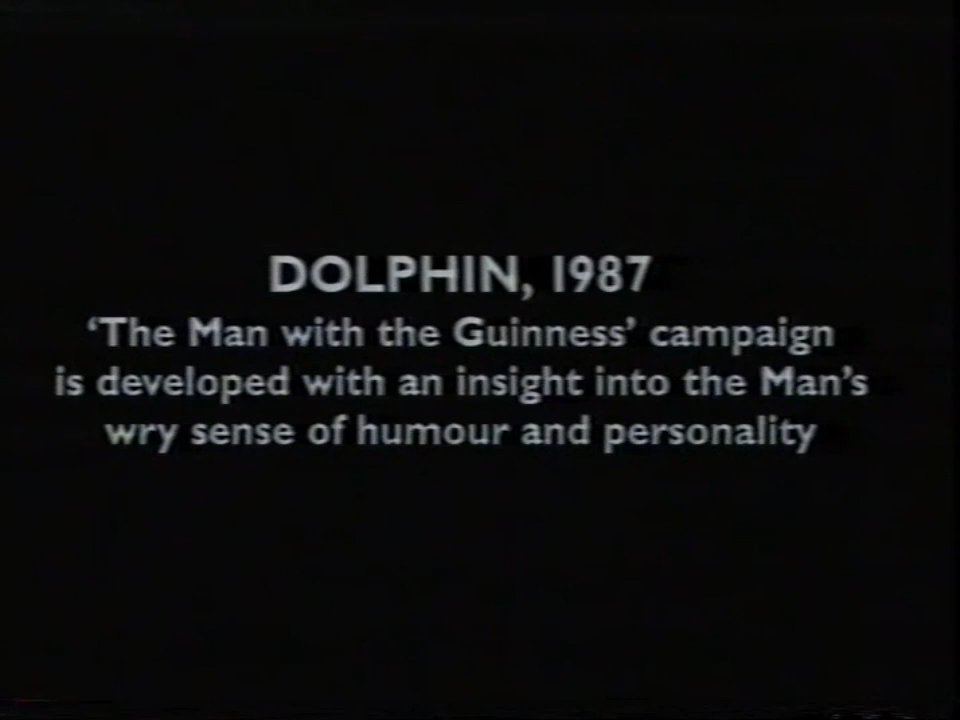 DOLPHIN, 1987
‘The Man with the Guinness’ campaign
is developed with an insight into the Man’s
wry sense of humour and personality